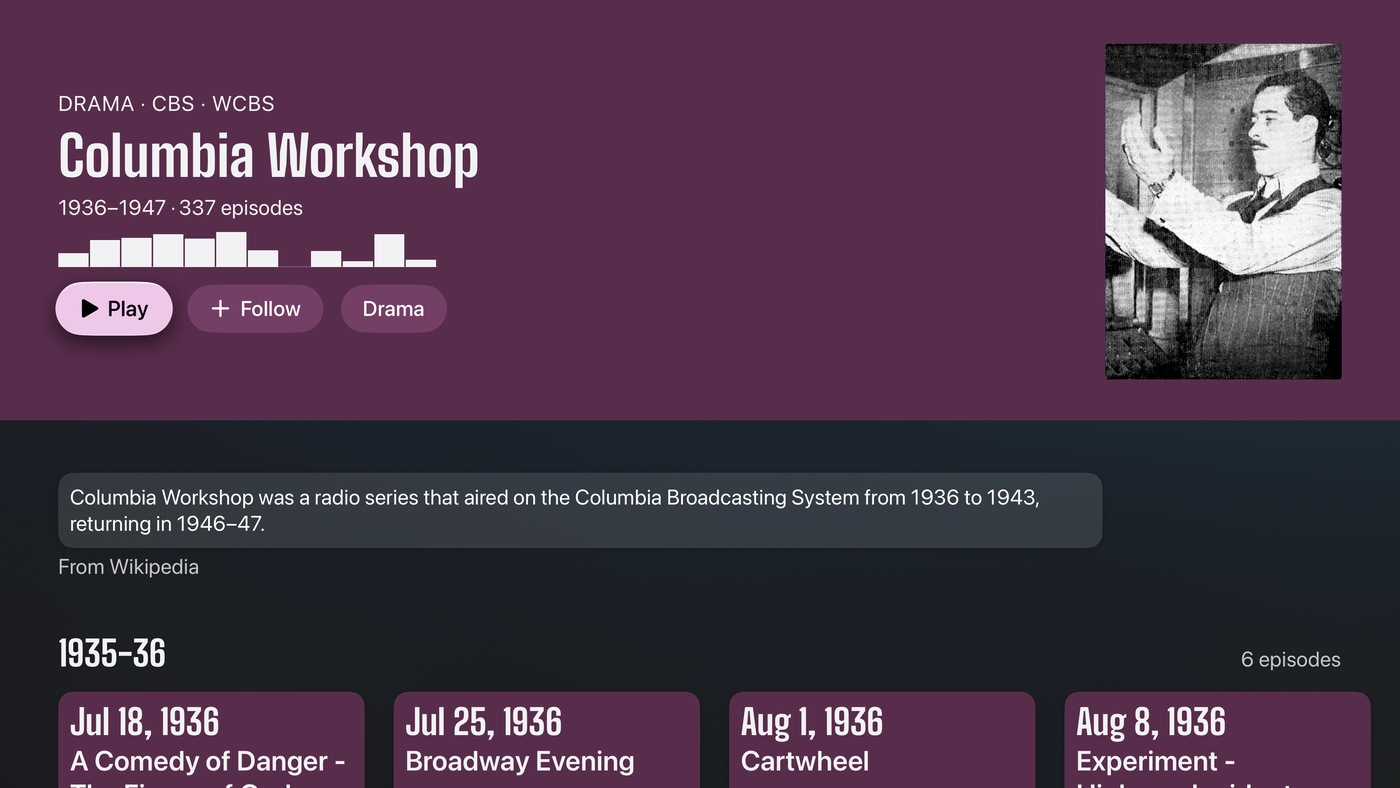 DRAMA · CBS · WCBS
Columbia Workshop
1936–1947 · 337 episodes
Play
Follow
Drama
Columbia Workshop was a radio series that aired on the Columbia Broadcasting System from 1936 to 1943,
returning in 1946–47.
From Wikipedia
1935–36
6 episodes
Jul 18, 1936
A Comedy of Danger -
Jul 25, 1936
Broadway Evening
Aug 1, 1936
Cartwheel
Aug 8, 1936
Experiment -